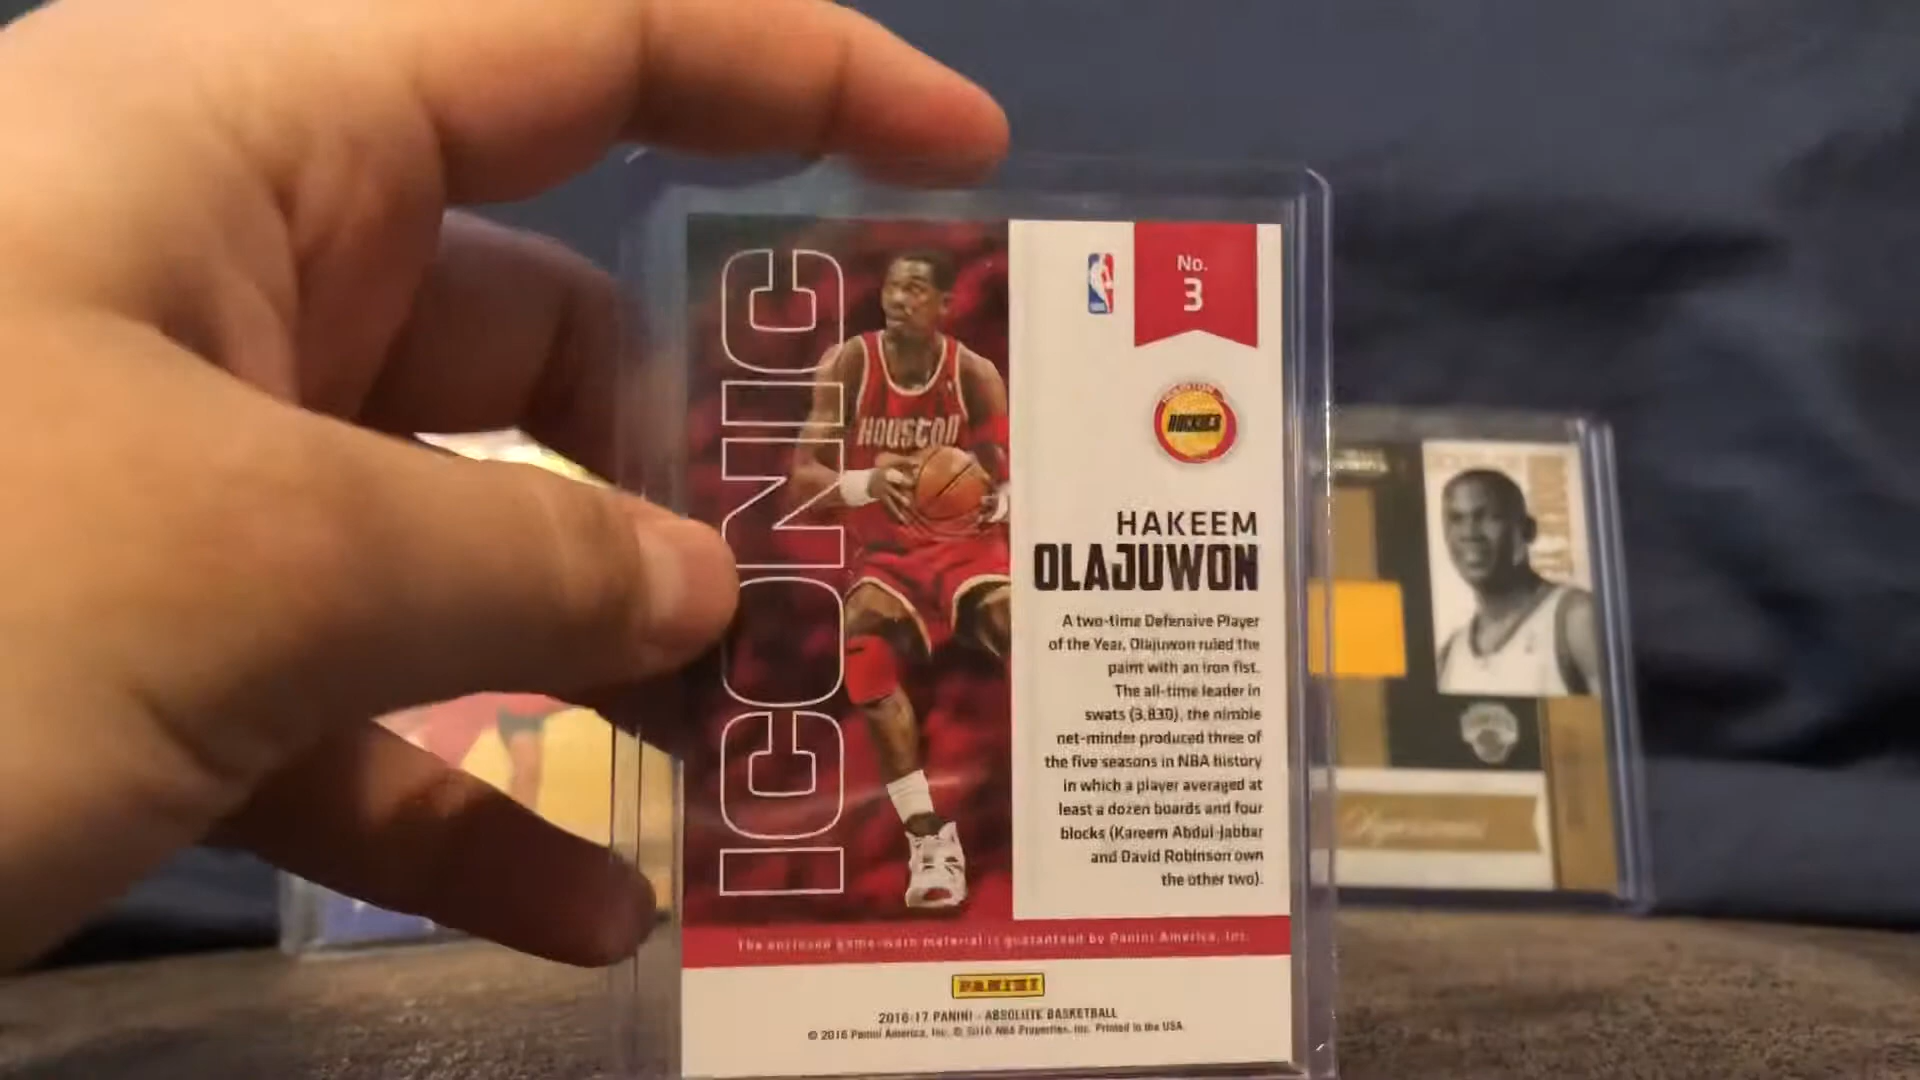 ICONIC
HOUSTON
No.
3
HOUSTON
ROCKETS
HAKEEM
OLAJUWON
A two-time Defensive Player
of the Year, Olajuwon ruled the
paint with an iron fist.
The all-time leader in
swats (3,830), the nimble
net-minder produced three of
the five seasons in NBA history
in which a player averaged at
least a dozen boards and four
blocks (Kareem Abdul-Jabbar
and David Robinson own
the other two).
The enclosed game-worn material is guaranteed by Panini America, Inc.
PANINI
2016-17 PANINI - ABSOLUTE BASKETBALL
© 2016 Panini America, Inc. © 2016 NBA Properties, Inc. Printed in the USA.